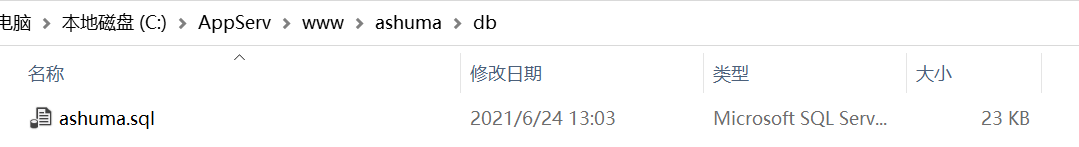 电脑 > 本地磁盘 (C:) > AppServ > www > ashuma > db
名称 修改日期 类型 大小
ashuma.sql 2021/6/24 13:03 Microsoft SQL Serv... 23 KB